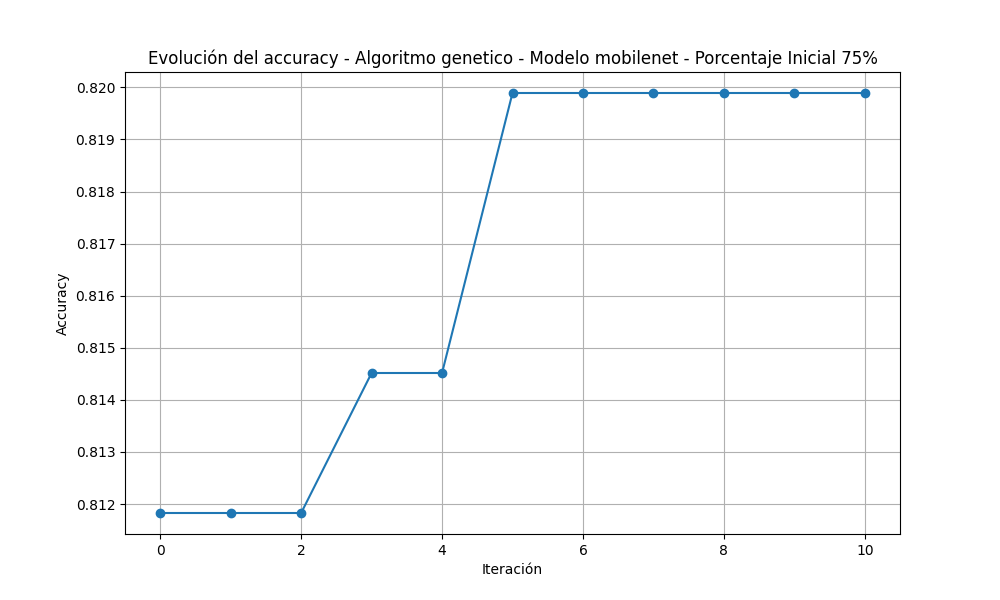 Evolución del accuracy - Algoritmo genetico - Modelo mobilenet - Porcentaje Inicial 75%
0.820
0.819
0.818
0.817
0.816
0.815
0.814
0.813
0.812
Accuracy
0 2 4 6 8 10
Iteración